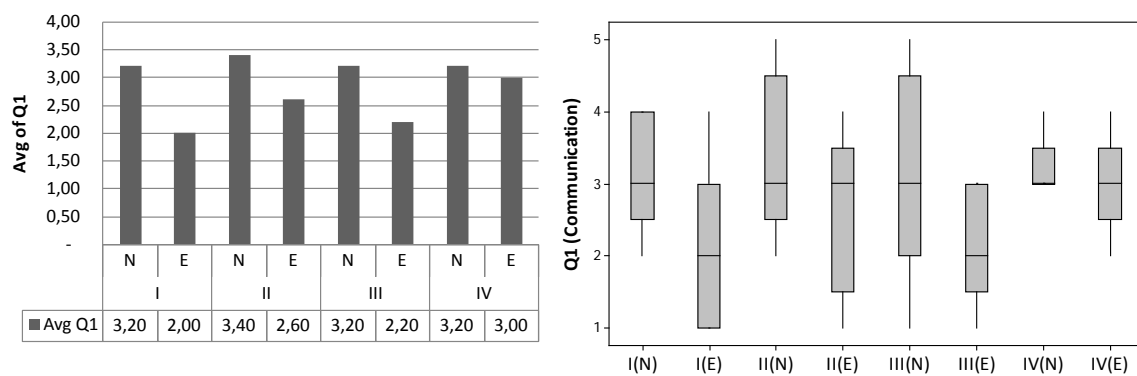 4,00
3,50
3,00
2,50
2,00
1,50
1,00
0,50
-
Avg of Q1
N E N E N E N E
I II III IV
Avg Q1 3,20 2,00 3,40 2,60 3,20 2,20 3,20 3,00
5
4
3
2
1
Q1 (Communication)
I(N) I(E) II(N) II(E) III(N) III(E) IV(N) IV(E)